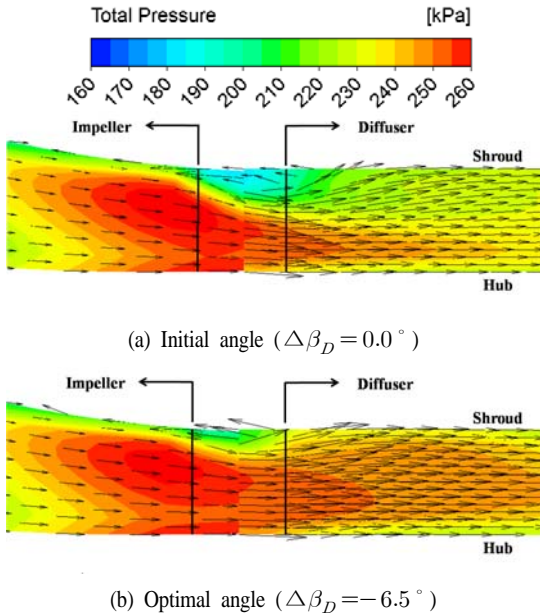 Total Pressure [kPa]
160 170 180 190 200 210 220 230 240 250 260
Impeller Diffuser
Shroud
Hub
(a) Initial angle (△β_D = 0.0°)
Impeller Diffuser
Shroud
Hub
(b) Optimal angle (△β_D = −6.5°)